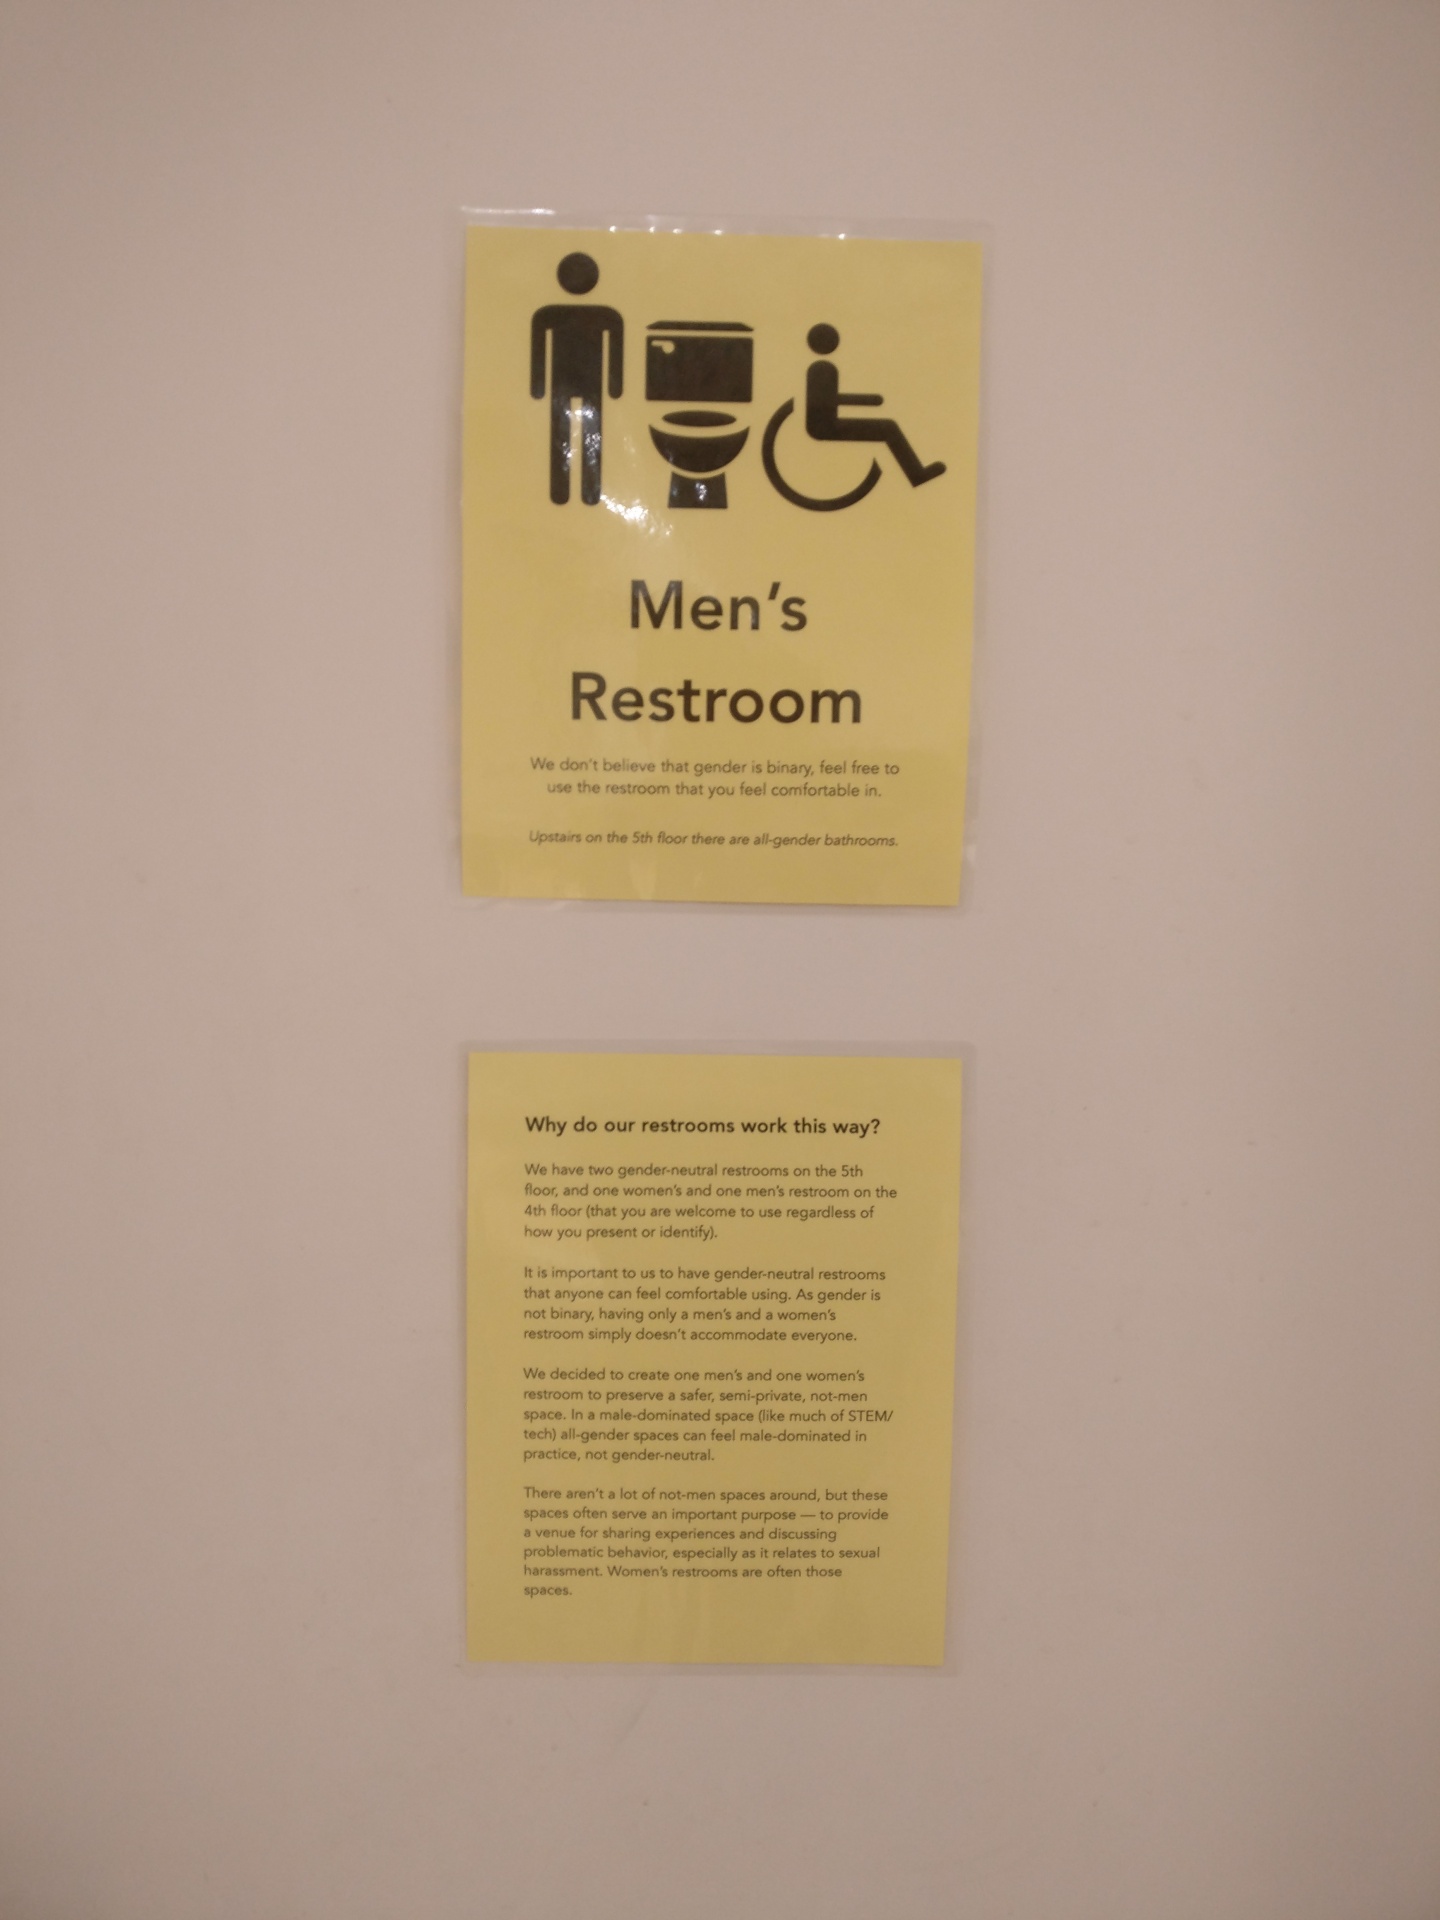 Men's
Restroom
We don't believe that gender is binary, feel free to
use the restroom that you feel comfortable in.
Upstairs on the 5th floor there are all-gender bathrooms.
Why do our restrooms work this way?
We have two gender-neutral restrooms on the 5th
floor, and one women's and one men's restroom on the
4th floor (that you are welcome to use regardless of
how you present or identify).
It is important to us to have gender-neutral restrooms
that anyone can feel comfortable using. As gender is
not binary, having only a men's and a women's
restroom simply doesn't accommodate everyone.
We decided to create one men's and one women's
restroom to preserve a safer, semi-private, not-men
space. In a male-dominated space (like much of STEM/
tech) all-gender spaces can feel male-dominated in
practice, not gender-neutral.
There aren't a lot of not-men spaces around, but these
spaces often serve an important purpose — to provide
a venue for sharing experiences and discussing
problematic behavior, especially as it relates to sexual
harassment. Women's restrooms are often those
spaces.